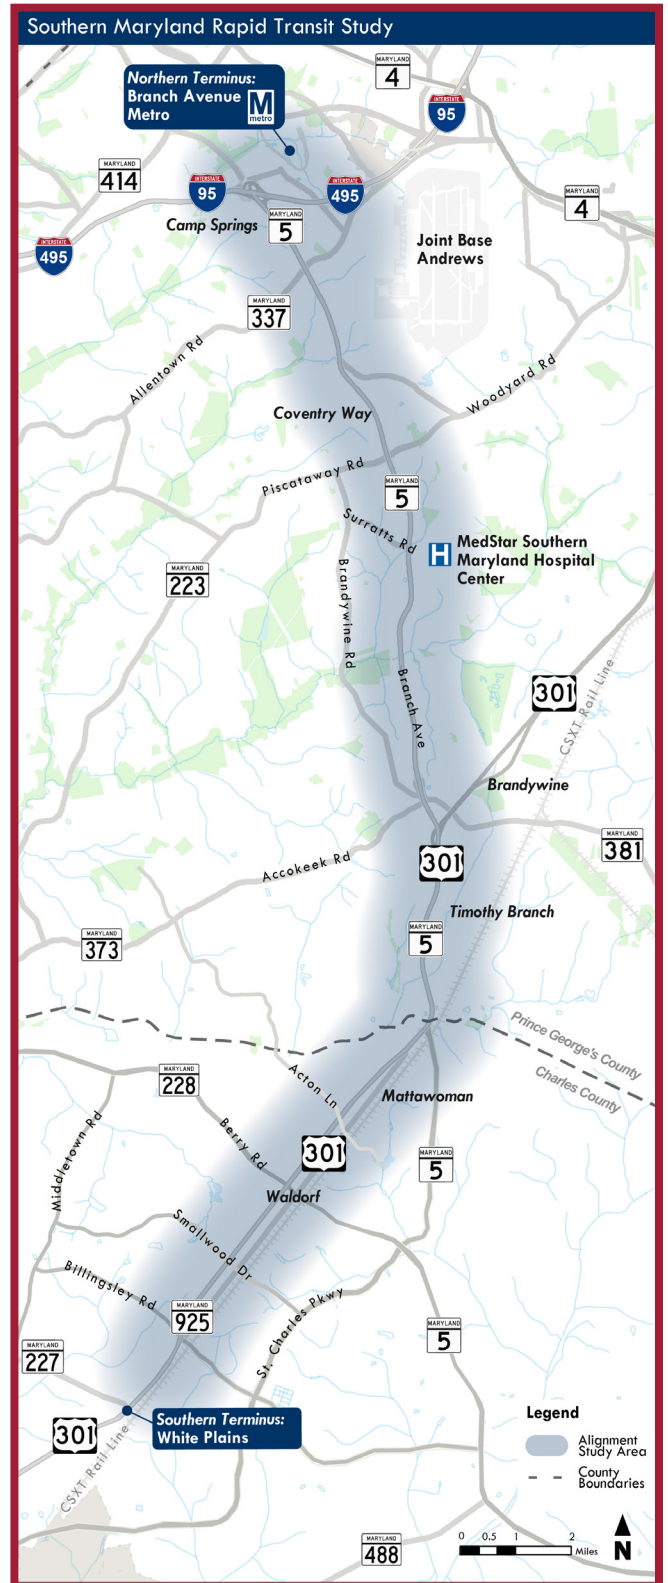 Southern Maryland Rapid Transit Study
Northern Terminus:
Branch Avenue
Metro
M
metro
MARYLAND
4
INTERSTATE
95
MARYLAND
414
INTERSTATE
95
INTERSTATE
495
MARYLAND
4
Camp Springs
MARYLAND
5
INTERSTATE
495
Joint Base
Andrews
MARYLAND
337
Allentown Rd
Woodyard Rd
Coventry Way
Piscataway Rd
MARYLAND
5
Surratts Rd
H
MedStar Southern
Maryland Hospital
Center
MARYLAND
223
Brandywine Rd
Branch Ave
301
CSXT Rail Line
Brandywine
MARYLAND
381
301
Accokeek Rd
Timothy Branch
MARYLAND
373
MARYLAND
5
Prince George's County
Charles County
MARYLAND
228
Acton Ln
Mattawoman
Middletown Rd
Berry Rd
301
MARYLAND
5
Waldorf
Smallwood Dr
Billingsley Rd
MARYLAND
925
St. Charles Pkwy
MARYLAND
5
MARYLAND
227
301
CSXT Rail Line
Southern Terminus:
White Plains
Legend
Alignment
Study Area
County
Boundaries
MARYLAND
488
0 0.5 1 2
Miles
N